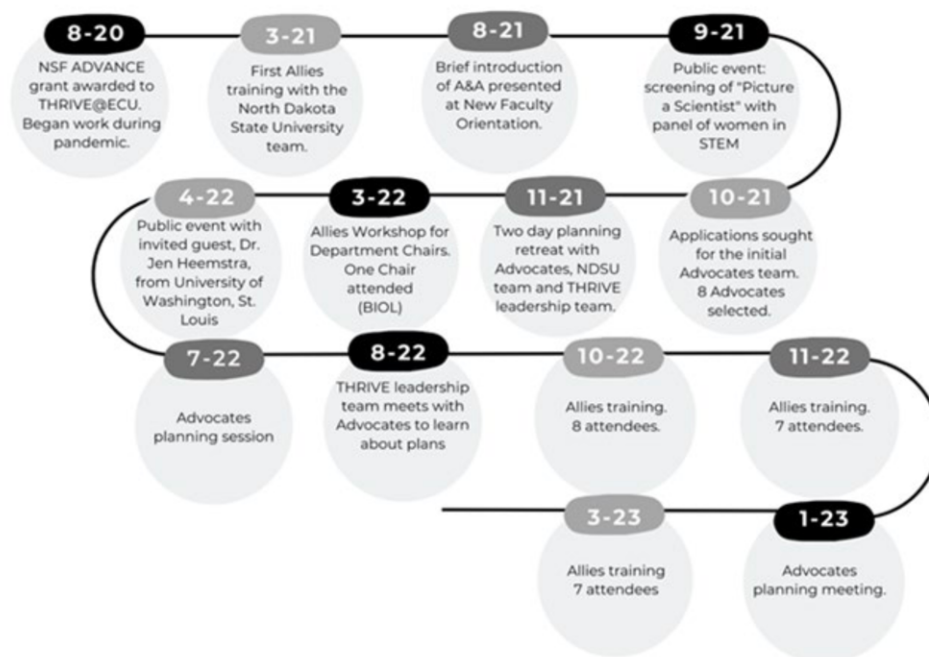 8-20
NSF ADVANCE
grant awarded to
THRIVE@ECU.
Began work during
pandemic.
3-21
First Allies
training with the
North Dakota
State University
team.
8-21
Brief introduction
of A&A presented
at New Faculty
Orientation.
9-21
Public event:
screening of "Picture
a Scientist" with
panel of women in
STEM
10-21
Applications sought
for the initial
Advocates team.
8 Advocates
selected.
11-21
Two day planning
retreat with
Advocates, NDSU
team and THRIVE
leadership team.
3-22
Allies Workshop for
Department Chairs.
One Chair
attended
(BIOL)
4-22
Public event with
invited guest, Dr.
Jen Heemstra,
from University of
Washington, St.
Louis
7-22
Advocates
planning session
8-22
THRIVE leadership
team meets with
Advocates to learn
about plans
10-22
Allies training.
8 attendees.
11-22
Allies training.
7 attendees.
1-23
Advocates
planning meeting.
3-23
Allies training
7 attendees